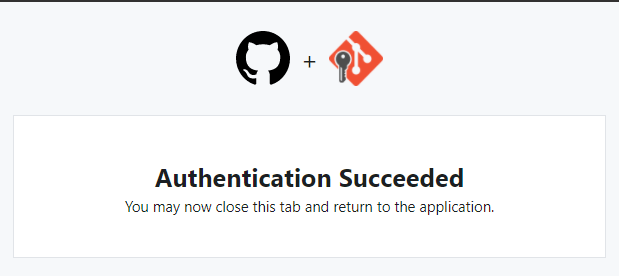 +
Authentication Succeeded
You may now close this tab and return to the application.